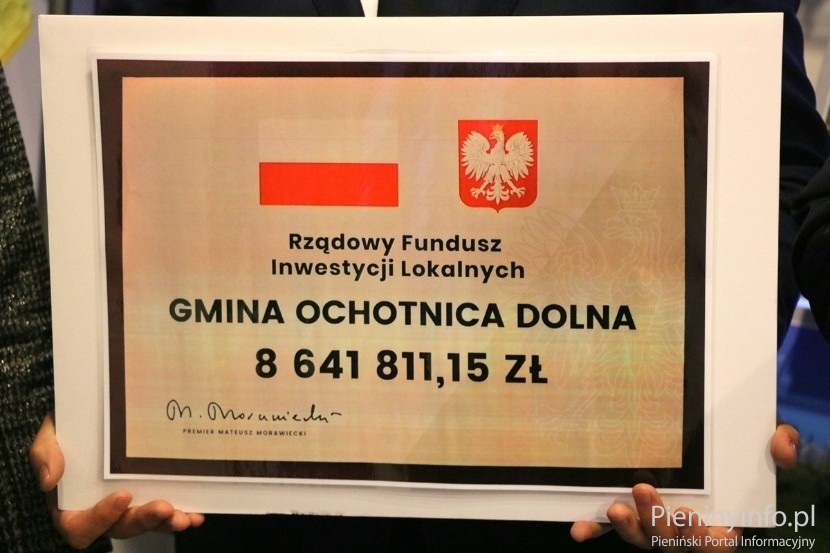 Rządowy Fundusz
Inwestycji Lokalnych
GMINA OCHOTNICA DOLNA
8 641 811,15 ZŁ
M. Morawiecki
PREMIER MATEUSZ MORAWIECKI
Pieninyinfo.pl
Pieniński Portal Informacyjny